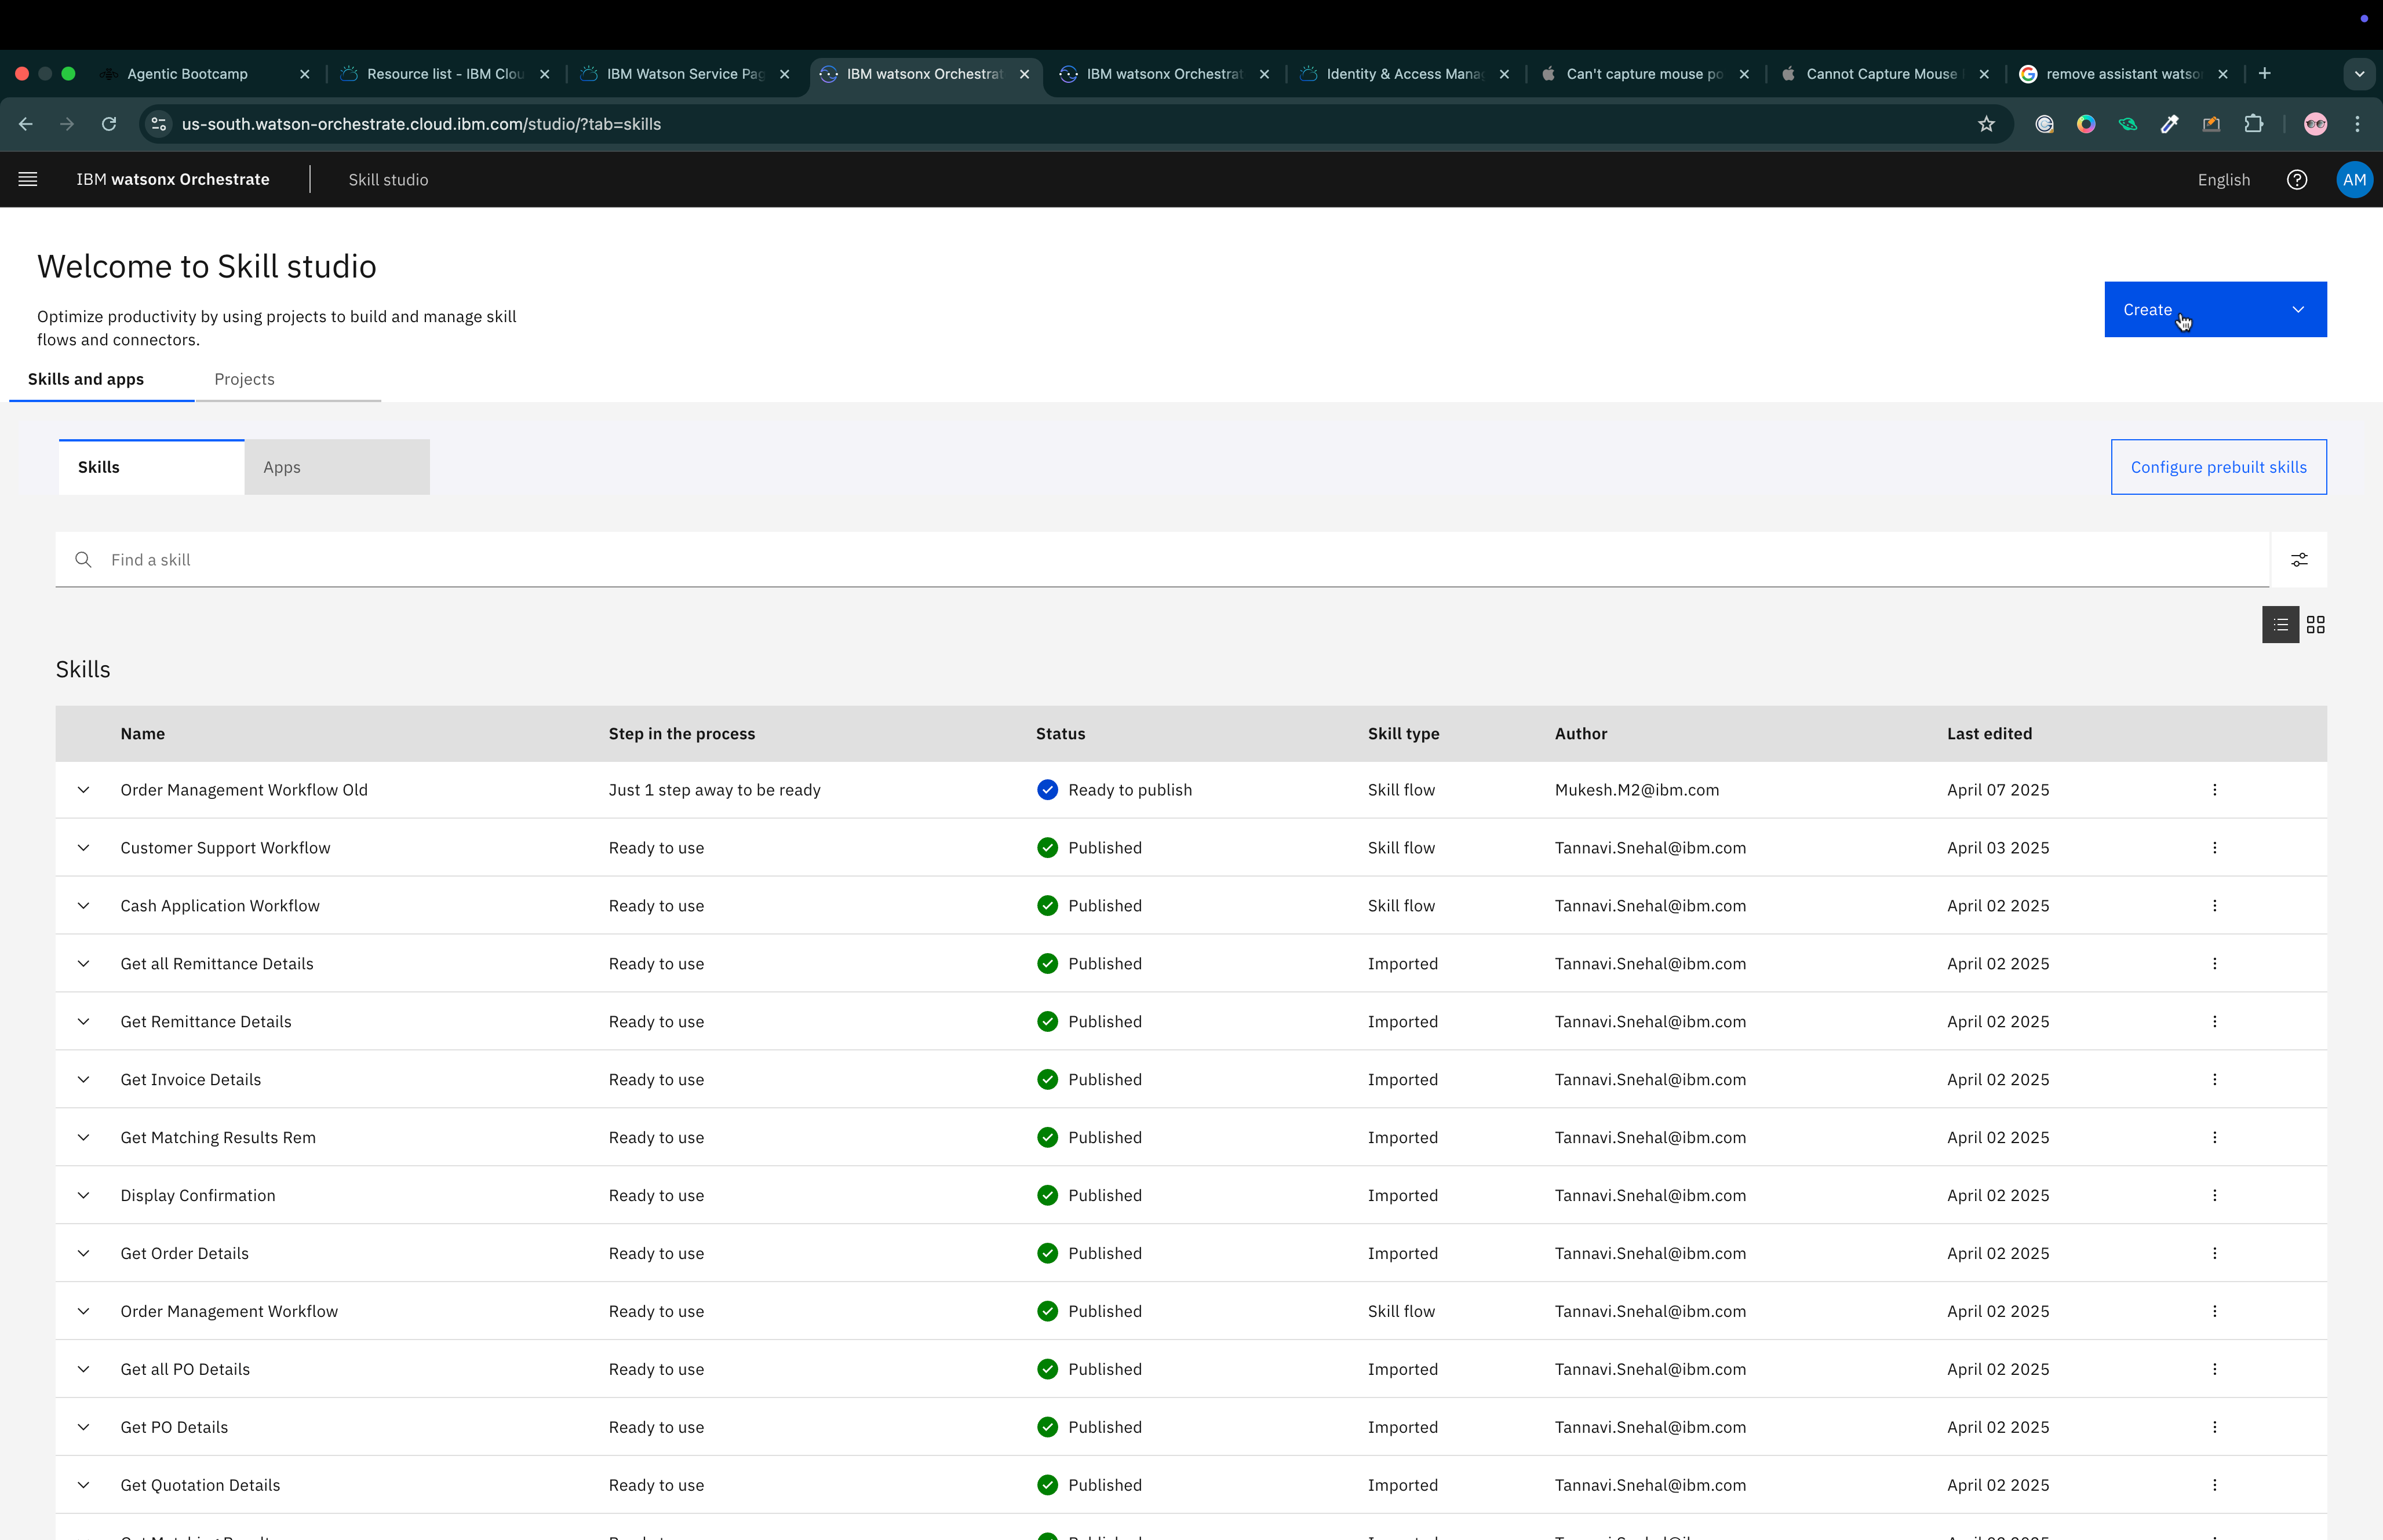 Agentic Bootcamp
Resource list - IBM Clou
IBM Watson Service Pag
IBM watsonx Orchestrat
IBM watsonx Orchestrat
Identity & Access Mana
Can't capture mouse po
Cannot Capture Mouse
remove assistant watso
us-south.watson-orchestrate.cloud.ibm.com/studio/?tab=skills
IBM watsonx Orchestrate
Skill studio
English
AM
Welcome to Skill studio
Optimize productivity by using projects to build and manage skill
flows and connectors.
Create
Skills and apps
Projects
Skills
Apps
Configure prebuilt skills
Find a skill
Skills
Name Step in the process Status Skill type Author Last edited
Order Management Workflow Old Just 1 step away to be ready Ready to publish Skill flow Mukesh.M2@ibm.com April 07 2025
Customer Support Workflow Ready to use Published Skill flow Tannavi.Snehal@ibm.com April 03 2025
Cash Application Workflow Ready to use Published Skill flow Tannavi.Snehal@ibm.com April 02 2025
Get all Remittance Details Ready to use Published Imported Tannavi.Snehal@ibm.com April 02 2025
Get Remittance Details Ready to use Published Imported Tannavi.Snehal@ibm.com April 02 2025
Get Invoice Details Ready to use Published Imported Tannavi.Snehal@ibm.com April 02 2025
Get Matching Results Rem Ready to use Published Imported Tannavi.Snehal@ibm.com April 02 2025
Display Confirmation Ready to use Published Imported Tannavi.Snehal@ibm.com April 02 2025
Get Order Details Ready to use Published Imported Tannavi.Snehal@ibm.com April 02 2025
Order Management Workflow Ready to use Published Skill flow Tannavi.Snehal@ibm.com April 02 2025
Get all PO Details Ready to use Published Imported Tannavi.Snehal@ibm.com April 02 2025
Get PO Details Ready to use Published Imported Tannavi.Snehal@ibm.com April 02 2025
Get Quotation Details Ready to use Published Imported Tannavi.Snehal@ibm.com April 02 2025